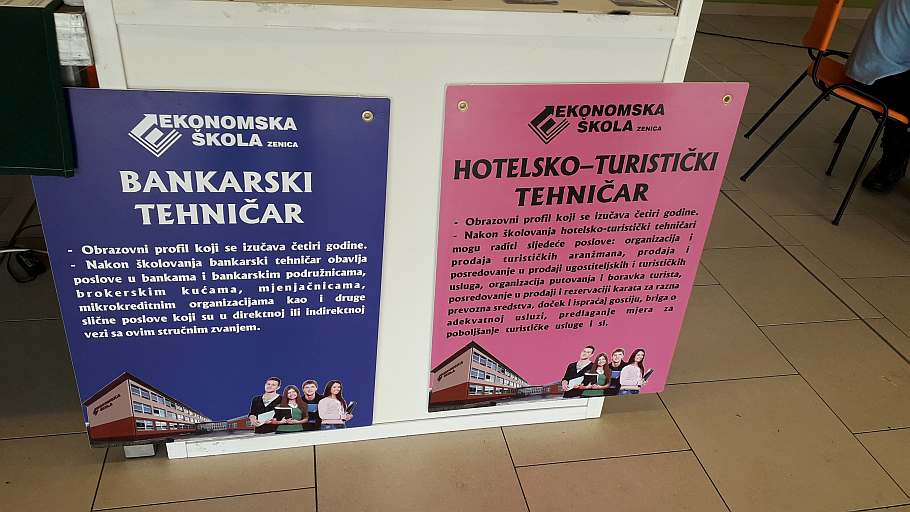 EKONOMSKA
ŠKOLA ZENICA
BANKARSKI
TEHNIČAR
- Obrazovni profil koji se izučava četiri godine.
- Nakon školovanja bankarski tehničar obavlja
poslove u bankama i bankarskim podružnicama,
brokerskim kućama, mjenjačnicama,
mikrokreditnim organizacijama kao i druge
slične poslove koji su u direktnoj ili indirektnoj
vezi sa ovim stručnim zvanjem.
EKONOMSKA
ŠKOLA
EKONOMSKA
ŠKOLA ZENICA
HOTELSKO–TURISTIČKI
TEHNIČAR
- Obrazovni profil koji se izučava četiri godine.
- Nakon školovanja hotelsko-turistički tehničari
mogu raditi sljedeće poslove: organizacija i
prodaja turističkih aranžmana, prodaja i
posredovanje u prodaji ugostiteljskih i turističkih
usluga, organizacija putovanja i boravka turista,
posredovanje u prodaji i rezervaciji karata za razna
prevozna sredstva, doček i ispraćaj gostiju, briga o
adekvatnoj usluzi, predlaganje mjera za
poboljšanje turističke usluge i sl.
EKONOMSKA
ŠKOLA